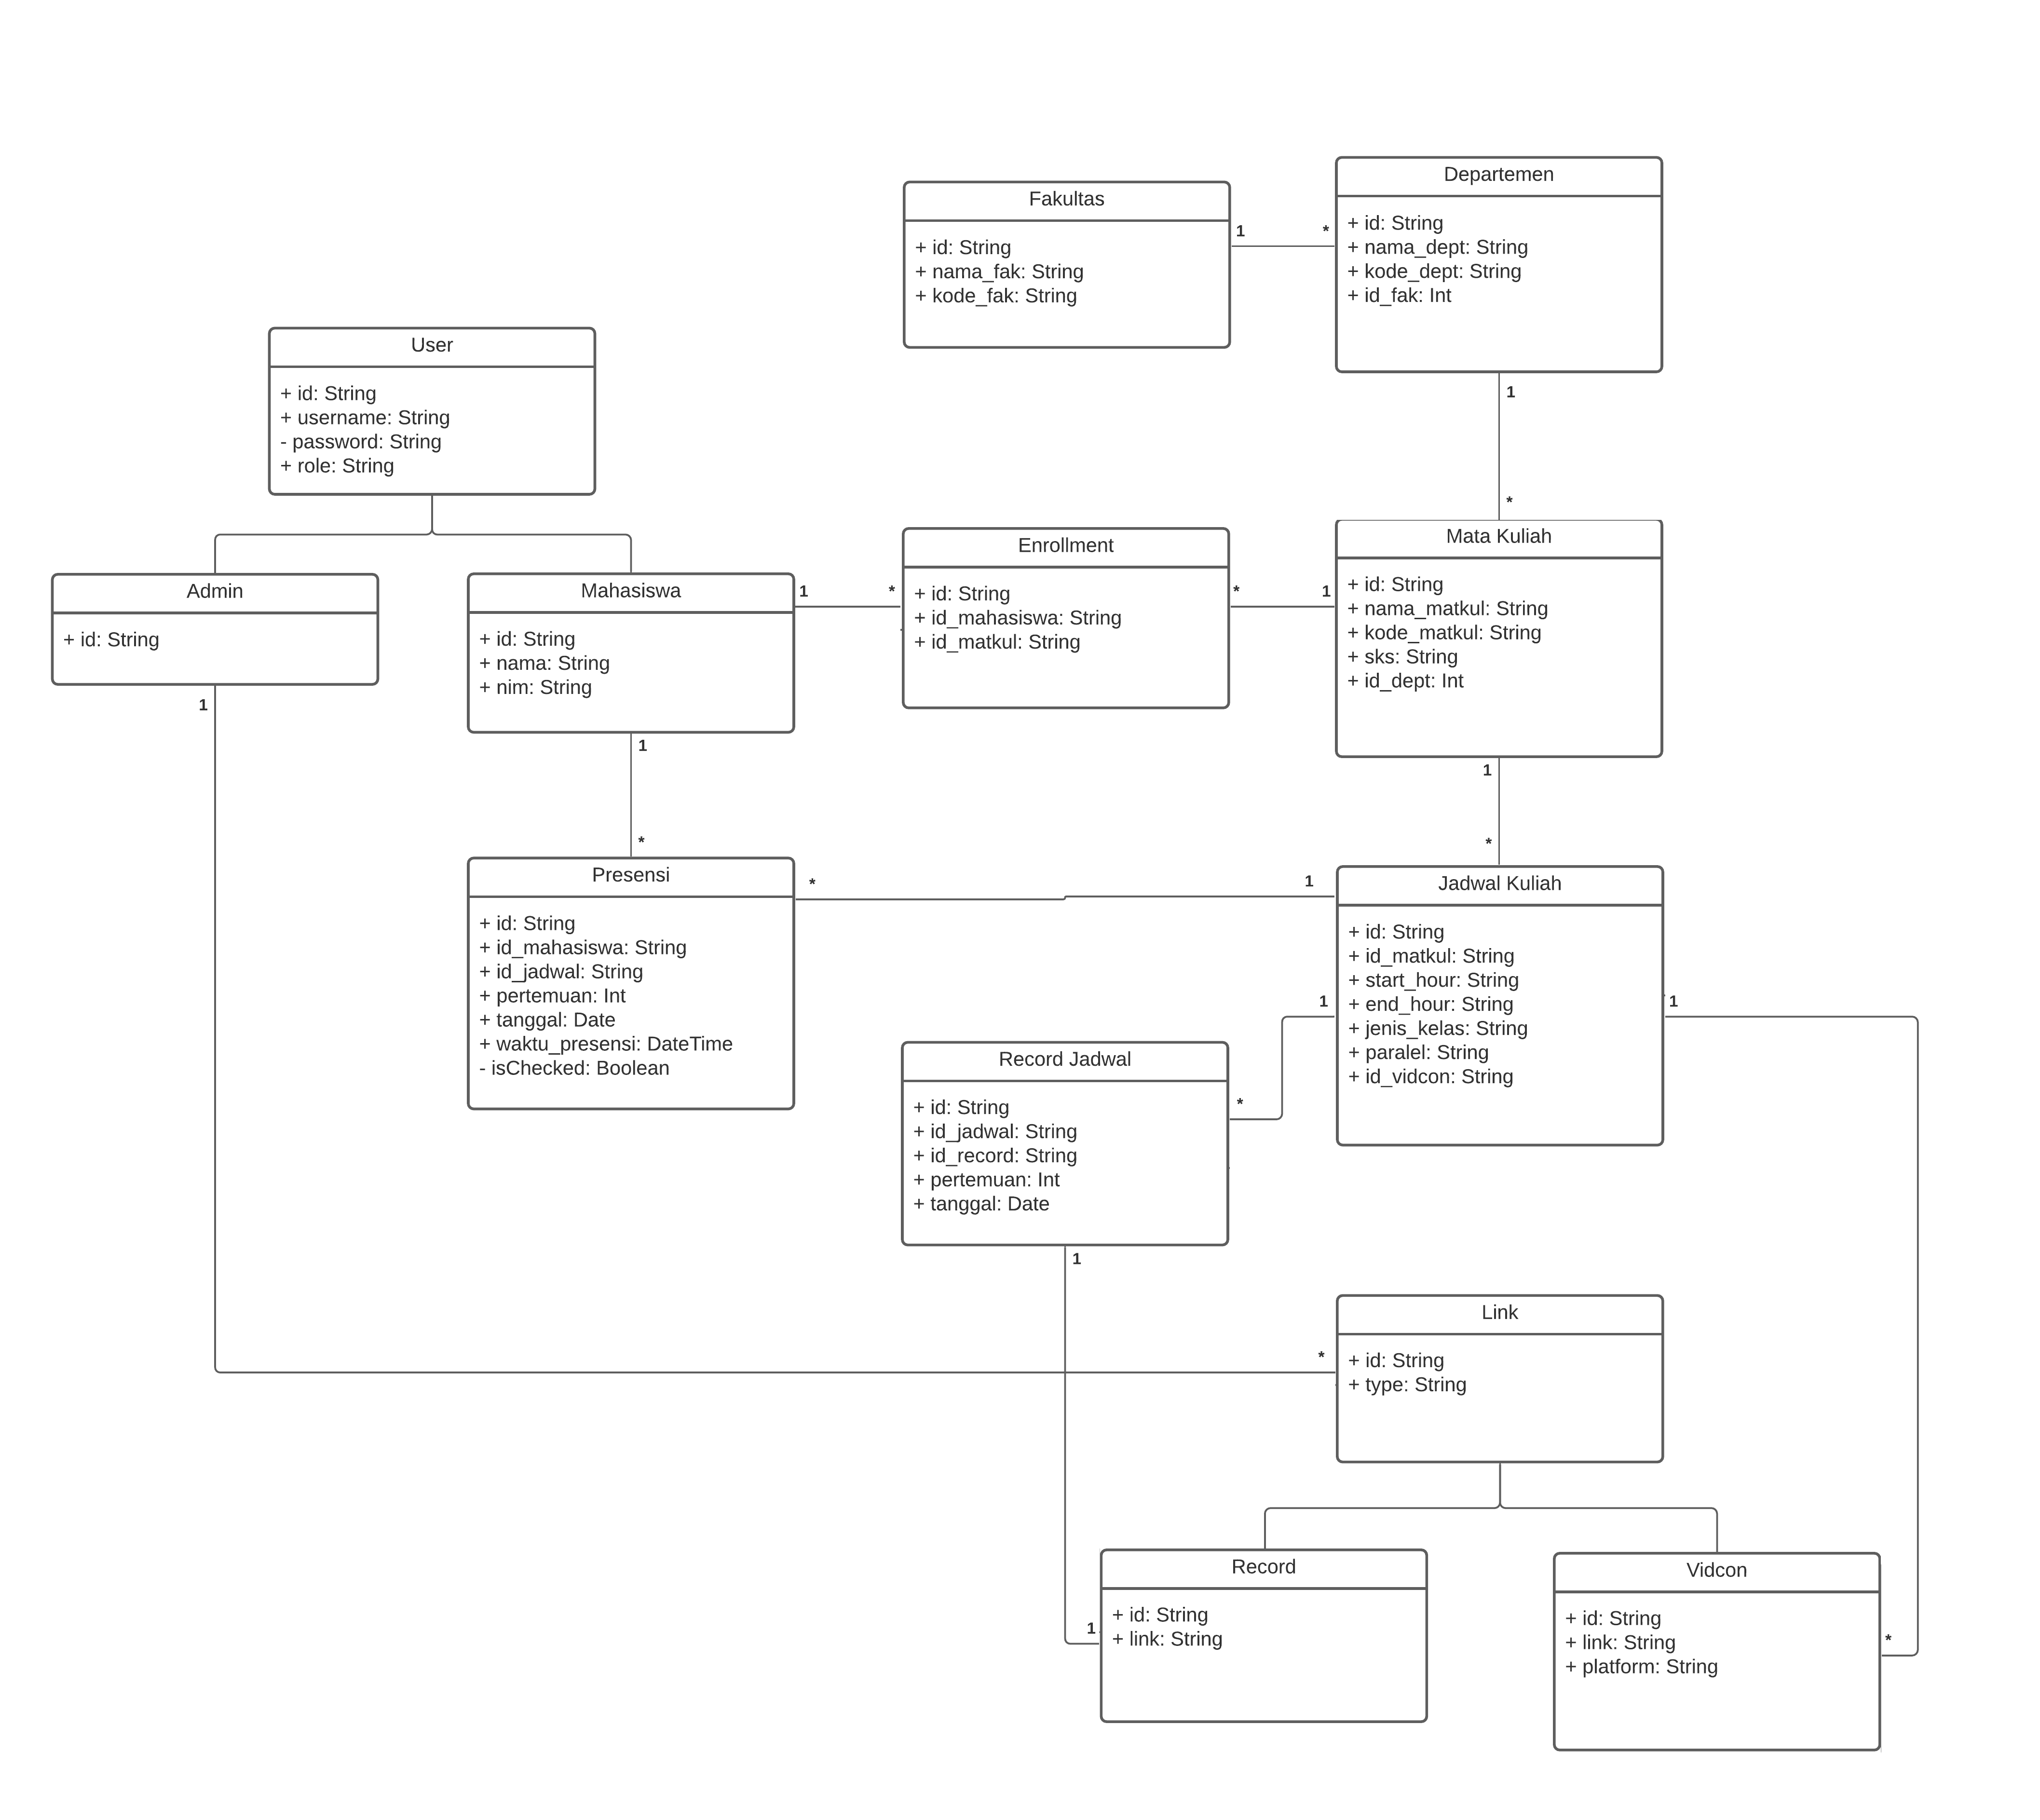 Departemen
+ id: String
+ nama_dept: String
+ kode_dept: String
+ id_fak: Int
Fakultas
+ id: String
+ nama_fak: String
+ kode_fak: String
1
*
User
+ id: String
+ username: String
- password: String
+ role: String
1
*
Admin
+ id: String
1
Mahasiswa
+ id: String
+ nama: String
+ nim: String
1
*
Enrollment
+ id: String
+ id_mahasiswa: String
+ id_matkul: String
*
1
Mata Kuliah
+ id: String
+ nama_matkul: String
+ kode_matkul: String
+ sks: String
+ id_dept: Int
1
*
1
*
Presensi
+ id: String
+ id_mahasiswa: String
+ id_jadwal: String
+ pertemuan: Int
+ tanggal: Date
+ waktu_presensi: DateTime
- isChecked: Boolean
*
1
Jadwal Kuliah
+ id: String
+ id_matkul: String
+ start_hour: String
+ end_hour: String
+ jenis_kelas: String
+ paralel: String
+ id_vidcon: String
1
1
*
Record Jadwal
+ id: String
+ id_jadwal: String
+ id_record: String
+ pertemuan: Int
+ tanggal: Date
1
*
Link
+ id: String
+ type: String
1
Record
+ id: String
+ link: String
Vidcon
+ id: String
+ link: String
+ platform: String
*